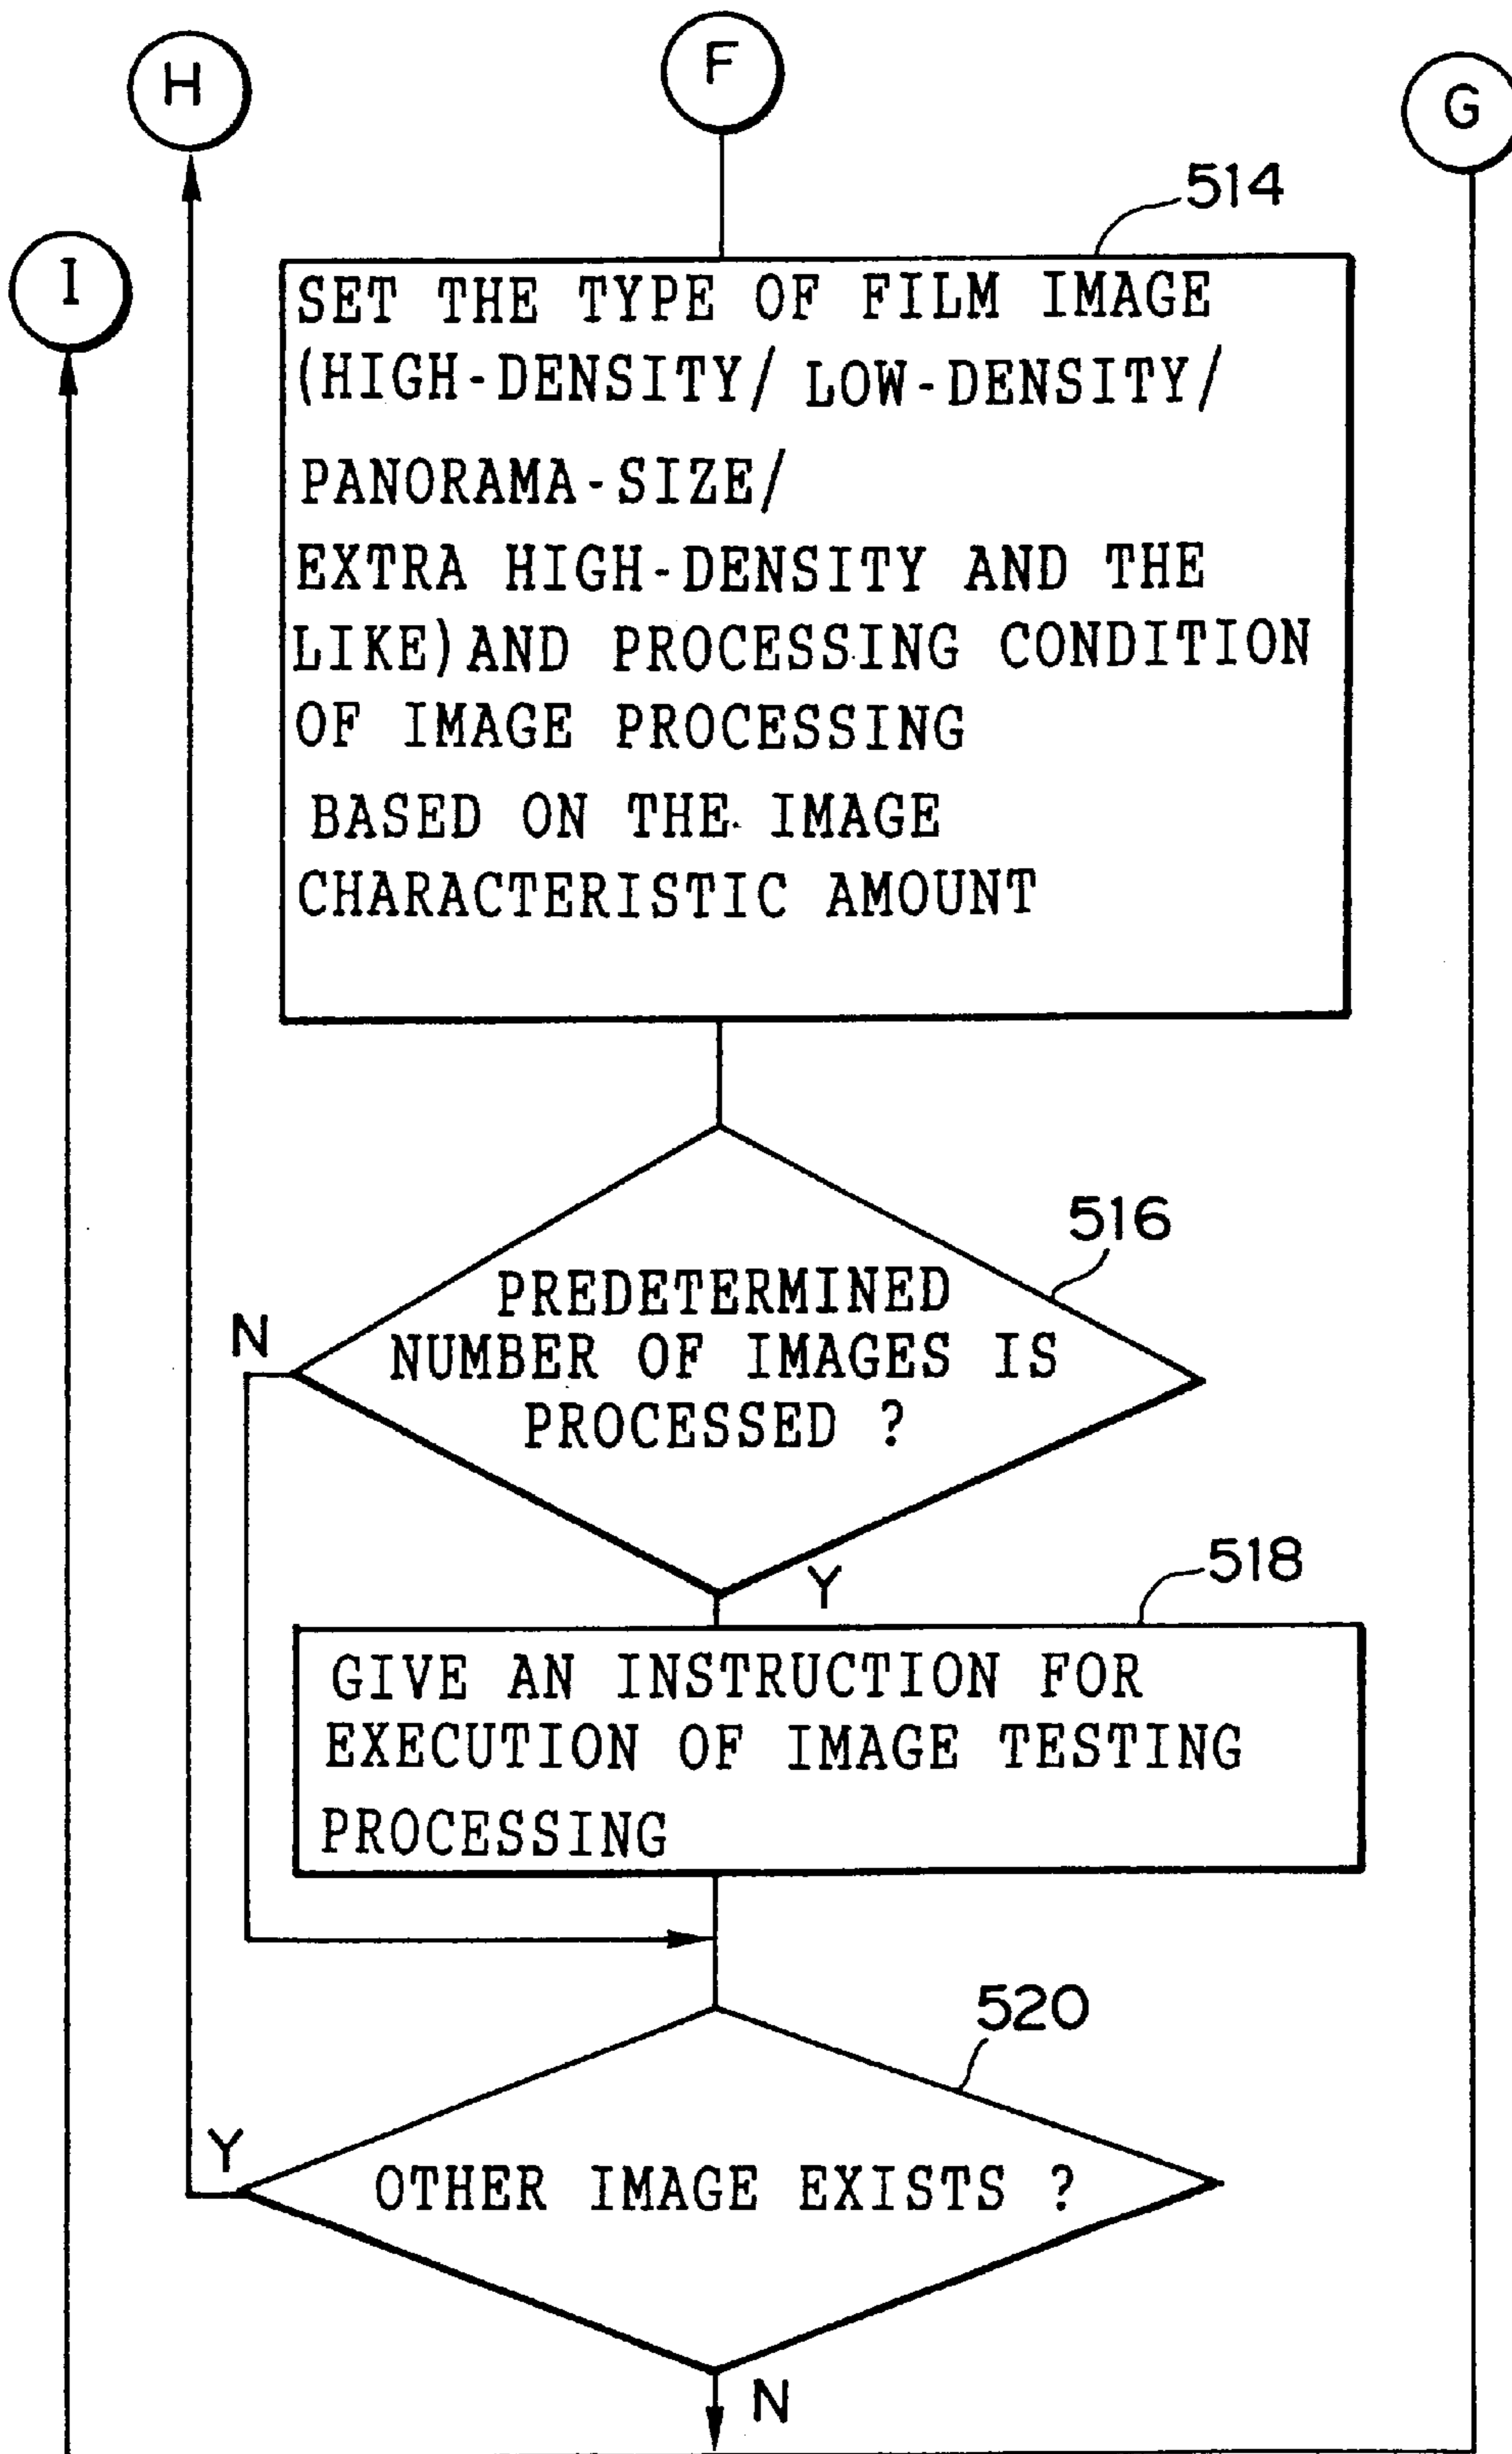 H
F
G
I
514
SET THE TYPE OF FILM IMAGE
(HIGH-DENSITY/ LOW-DENSITY/
PANORAMA-SIZE/
EXTRA HIGH-DENSITY AND THE
LIKE)AND PROCESSING CONDITION
OF IMAGE PROCESSING
BASED ON THE IMAGE
CHARACTERISTIC AMOUNT
516
N
PREDETERMINED
NUMBER OF IMAGES IS
PROCESSED ?
Y
518
GIVE AN INSTRUCTION FOR
EXECUTION OF IMAGE TESTING
PROCESSING
520
Y
OTHER IMAGE EXISTS ?
N